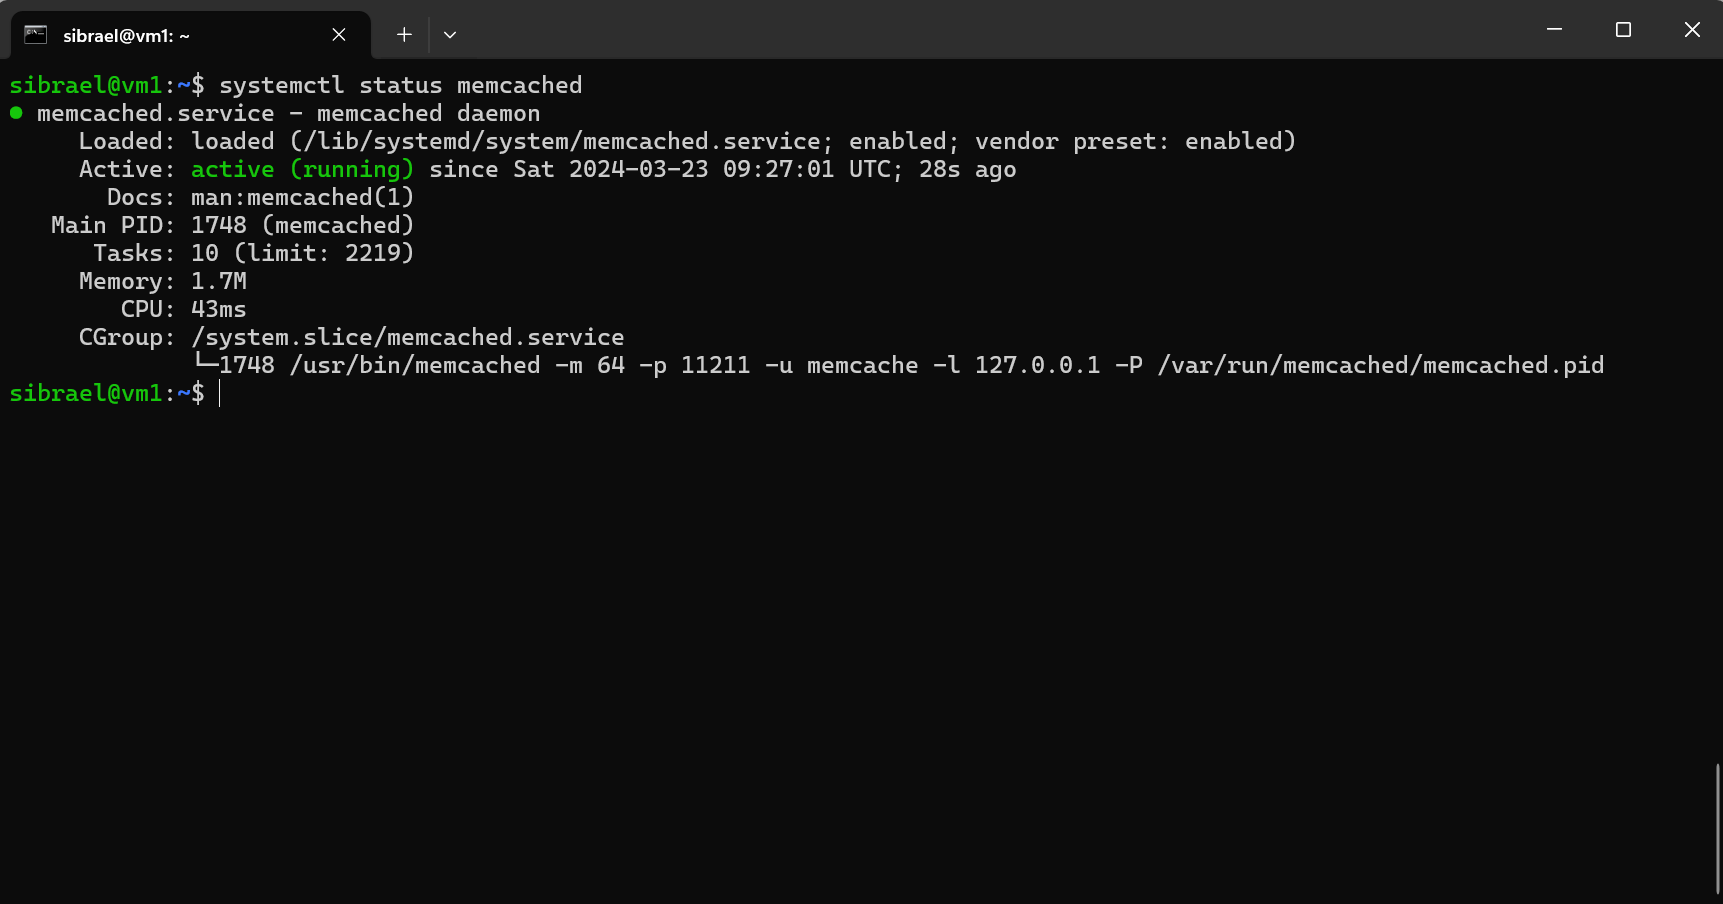 sibrael@vm1: ~
sibrael@vm1:~$ systemctl status memcached
● memcached.service - memcached daemon
     Loaded: loaded (/lib/systemd/system/memcached.service; enabled; vendor preset: enabled)
     Active: active (running) since Sat 2024-03-23 09:27:01 UTC; 28s ago
       Docs: man:memcached(1)
   Main PID: 1748 (memcached)
      Tasks: 10 (limit: 2219)
     Memory: 1.7M
        CPU: 43ms
     CGroup: /system.slice/memcached.service
             └─1748 /usr/bin/memcached -m 64 -p 11211 -u memcache -l 127.0.0.1 -P /var/run/memcached/memcached.pid
sibrael@vm1:~$